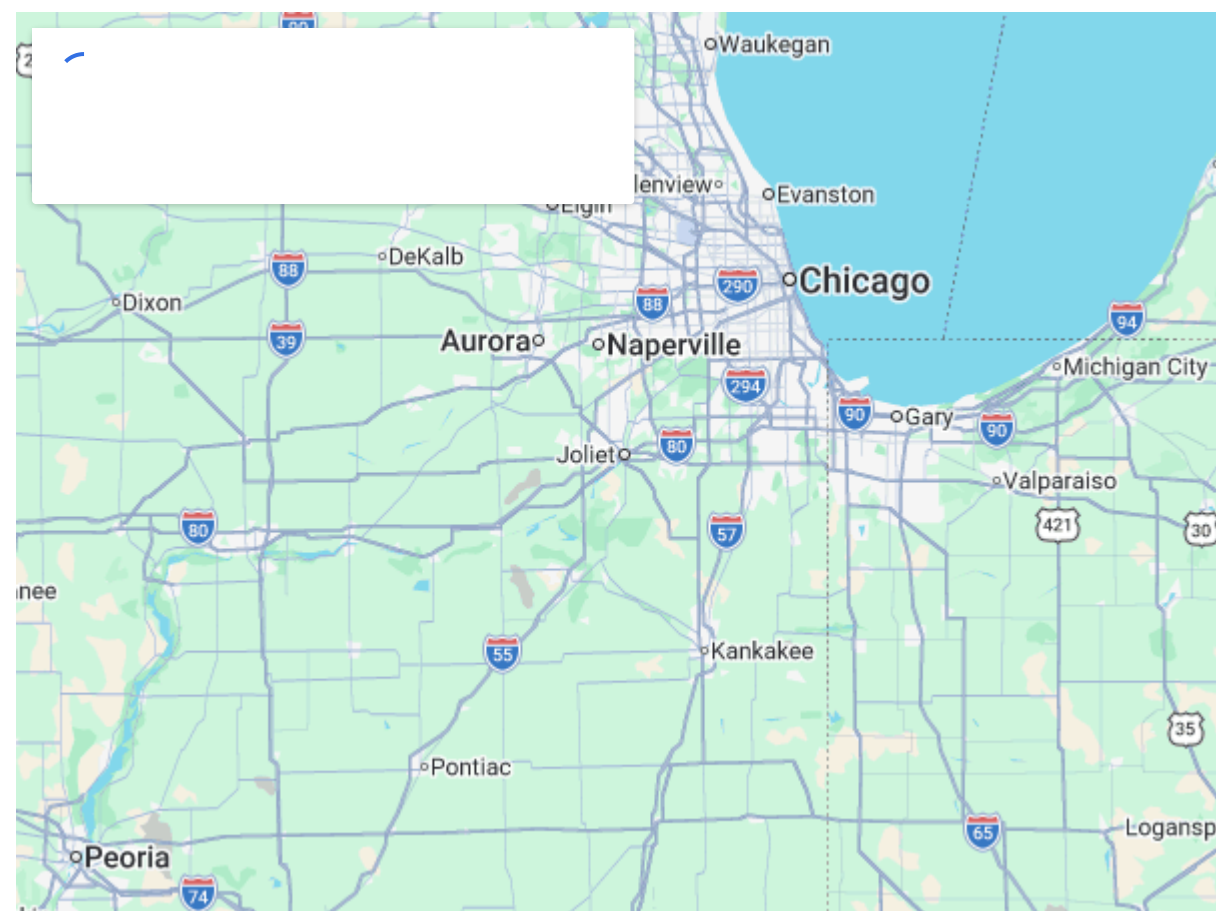 Waukegan
Evanston
DeKalb
88
290
Chicago
Dixon
88
94
39
Aurora
Naperville
Michigan City
294
90
Gary
90
Joliet
80
Valparaiso
80
57
421
30
nee
55
Kankakee
35
Pontiac
65
Logansp
Peoria
74
lenview
Elgin